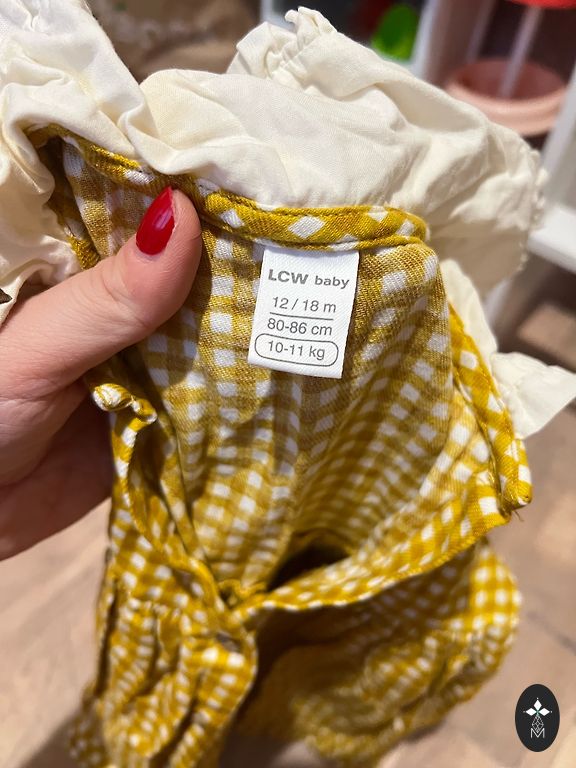 LCW baby
12 / 18 m
80-86 cm
10-11 kg
M